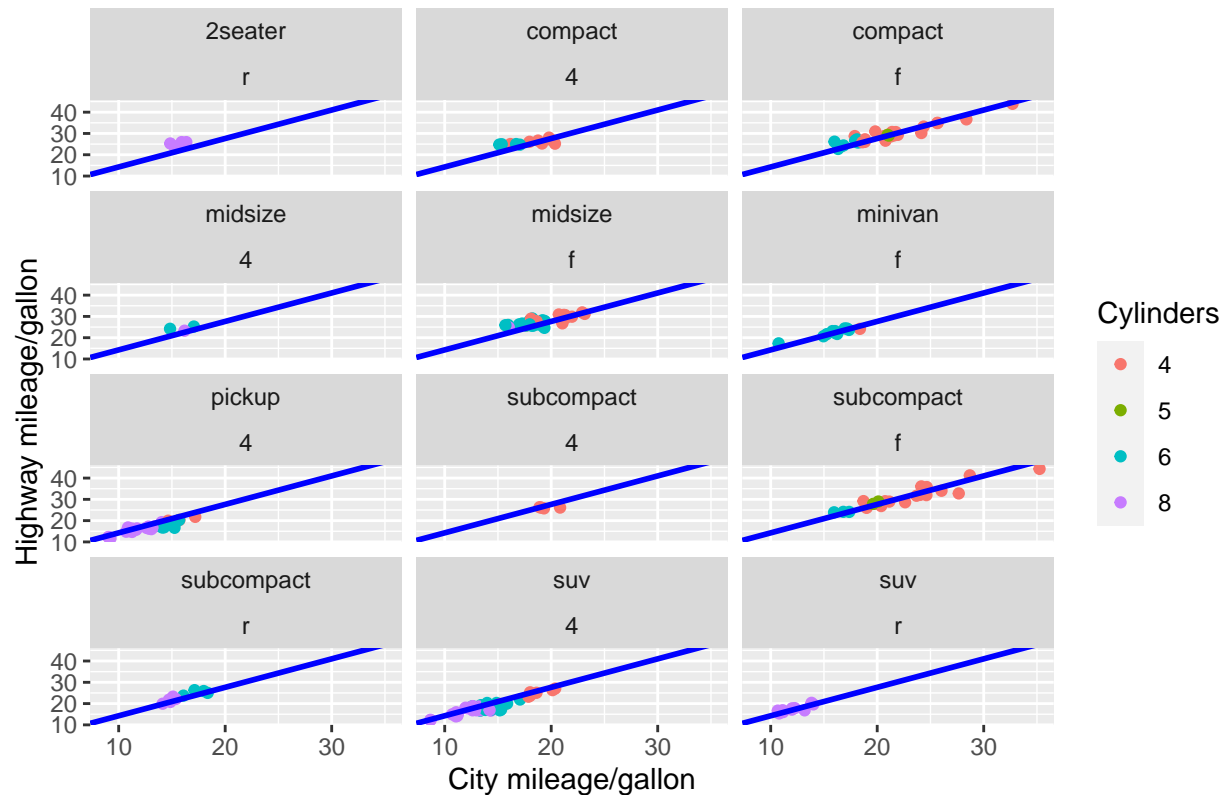 2seater
r
compact
4
compact
f
40
30
20
10
midsize
4
midsize
f
minivan
f
40
30
20
10
pickup
4
subcompact
4
subcompact
f
40
30
20
10
subcompact
r
suv
4
suv
r
40
30
20
10
10 20 30
10 20 30
10 20 30
City mileage/gallon
Highway mileage/gallon
Cylinders
4
5
6
8